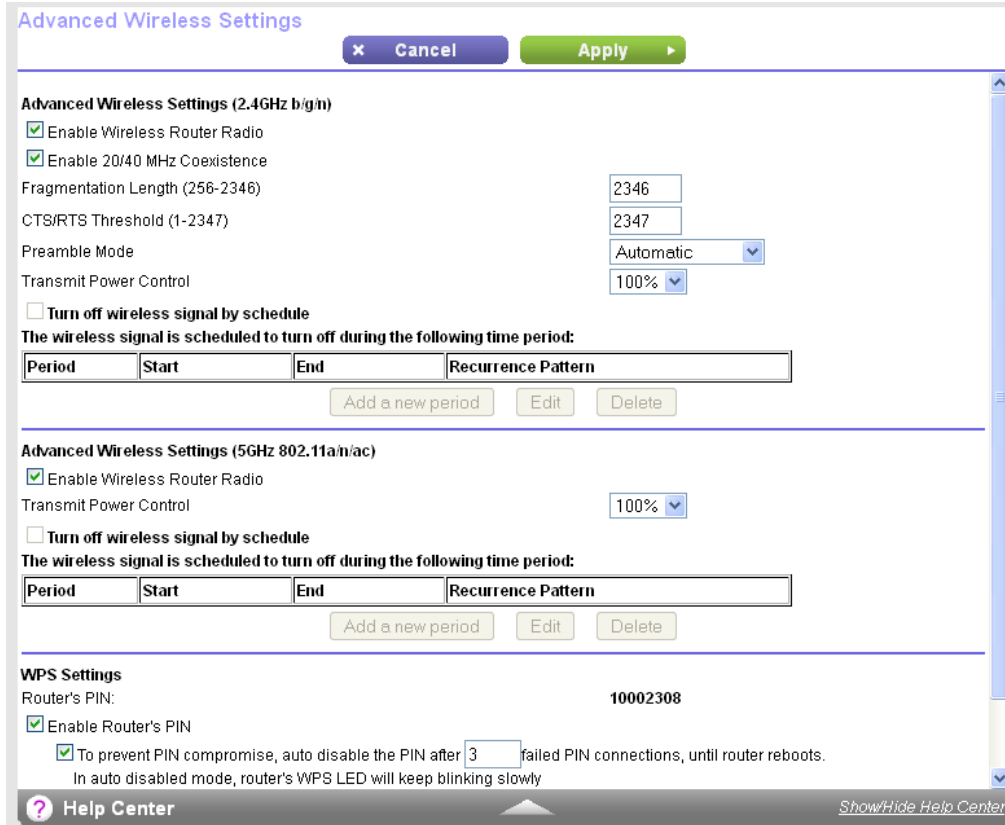 Advanced Wireless Settings
Cancel
Apply
Advanced Wireless Settings (2.4GHz b/g/n)
Enable Wireless Router Radio
Enable 20/40 MHz Coexistence
Fragmentation Length (256-2346) 2346
CTS/RTS Threshold (1-2347) 2347
Preamble Mode Automatic
Transmit Power Control 100%
Turn off wireless signal by schedule
The wireless signal is scheduled to turn off during the following time period:
Period Start End Recurrence Pattern
Add a new period Edit Delete
Advanced Wireless Settings (5GHz 802.11a/n/ac)
Enable Wireless Router Radio
Transmit Power Control 100%
Turn off wireless signal by schedule
The wireless signal is scheduled to turn off during the following time period:
Period Start End Recurrence Pattern
Add a new period Edit Delete
WPS Settings
Router's PIN: 10002308
Enable Router's PIN
To prevent PIN compromise, auto disable the PIN after 3 failed PIN connections, until router reboots.
In auto disabled mode, router's WPS LED will keep blinking slowly
? Help Center Show/Hide Help Center